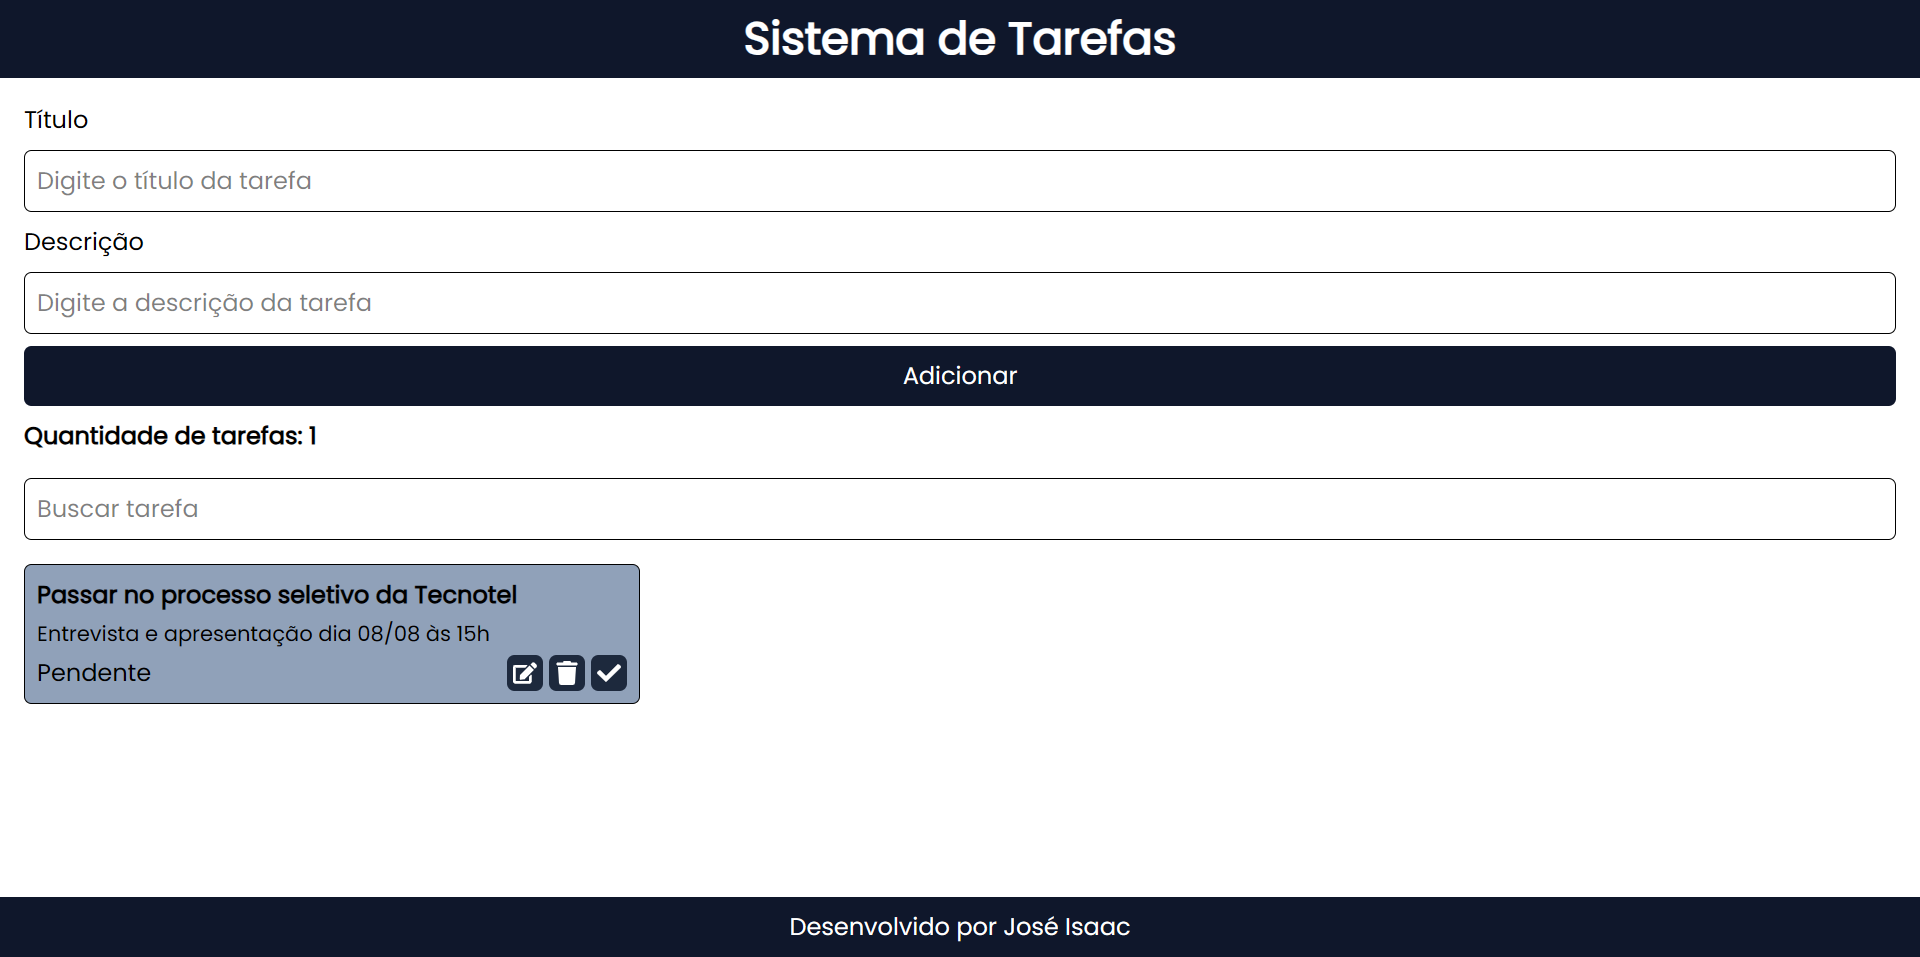 Sistema de Tarefas
Título
Digite o título da tarefa
Descrição
Digite a descrição da tarefa
Adicionar
Quantidade de tarefas: 1
Buscar tarefa
Passar no processo seletivo da Tecnotel
Entrevista e apresentação dia 08/08 às 15h
Pendente
Desenvolvido por José Isaac